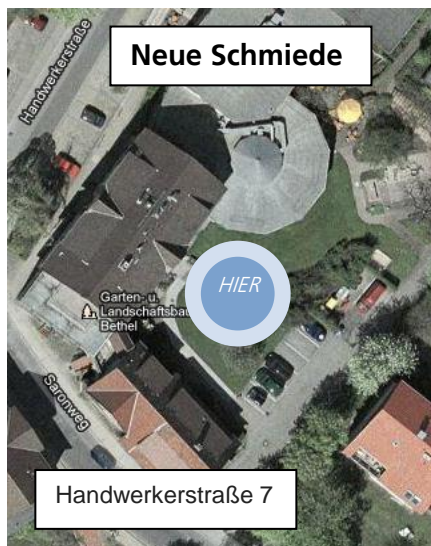 Neue Schmiede
Handwerkerstraße
HIER
Garten- u.
Landschaftsbau
Bethel
Saronweg
Handwerkerstraße 7